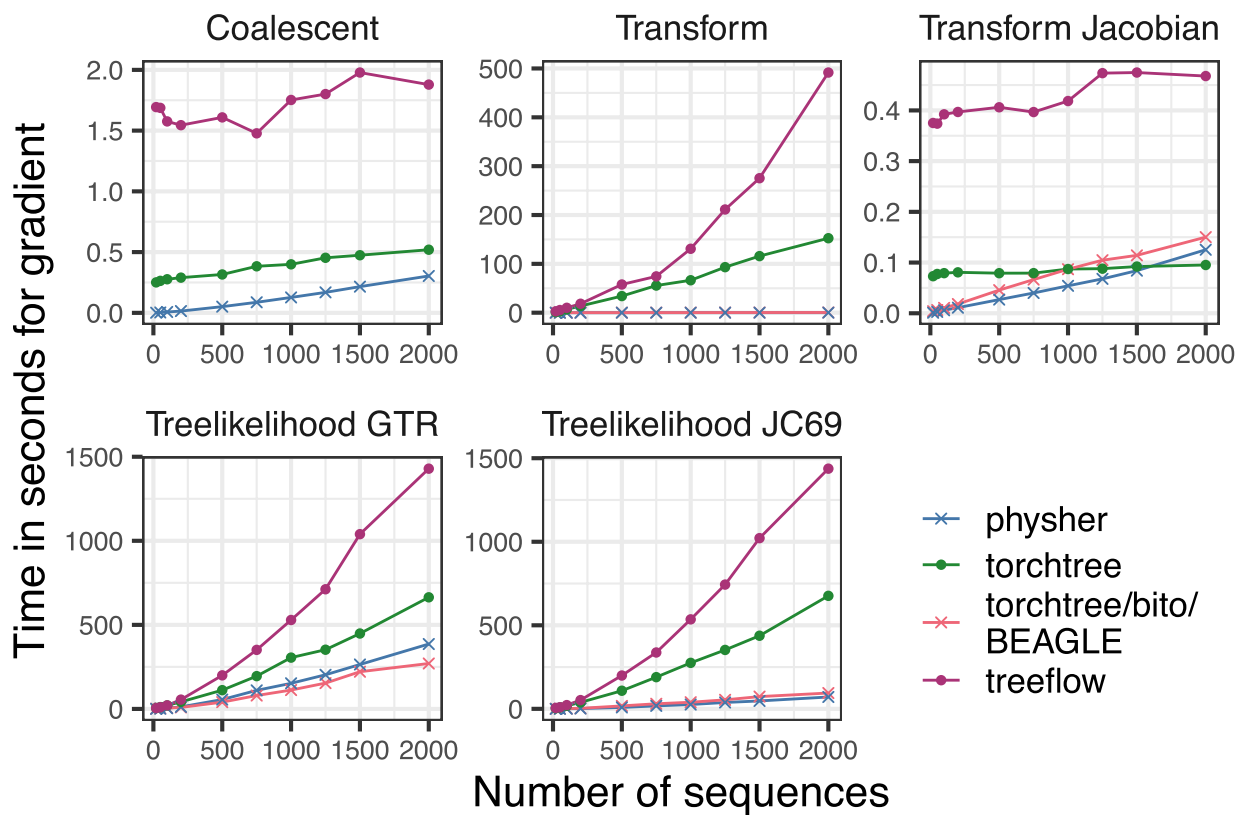 Coalescent
Transform
Transform Jacobian
2.0
1.5
1.0
0.5
0.0
500
400
300
200
100
0
0.4
0.3
0.2
0.1
0.0
0 500 1000 1500 2000
0 500 1000 1500 2000
0 500 1000 1500 2000
Time in seconds for gradient
Treelikelihood GTR
Treelikelihood JC69
1500
1000
500
0
1500
1000
500
0
0 500 1000 1500 2000
0 500 1000 1500 2000
Number of sequences
physher
torchtree
torchtree/bito/
BEAGLE
treeflow